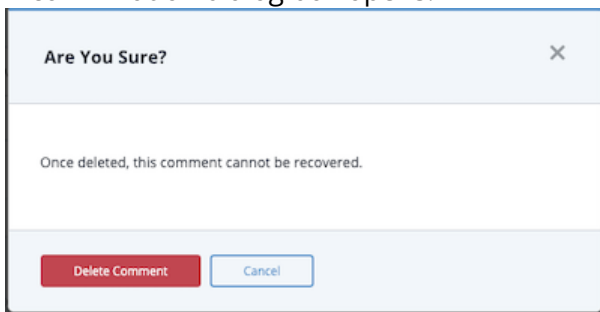 Are You Sure?
Once deleted, this comment cannot be recovered.
Delete Comment
Cancel